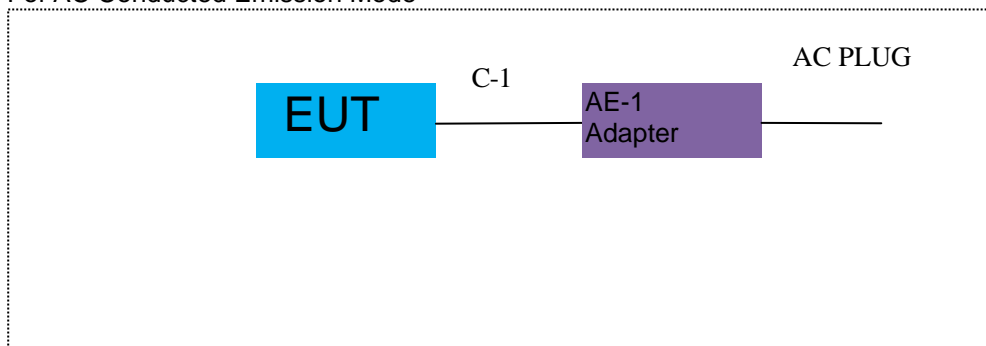 For AC Conducted Emission Mode
AC PLUG
C-1
EUT
AE-1
Adapter